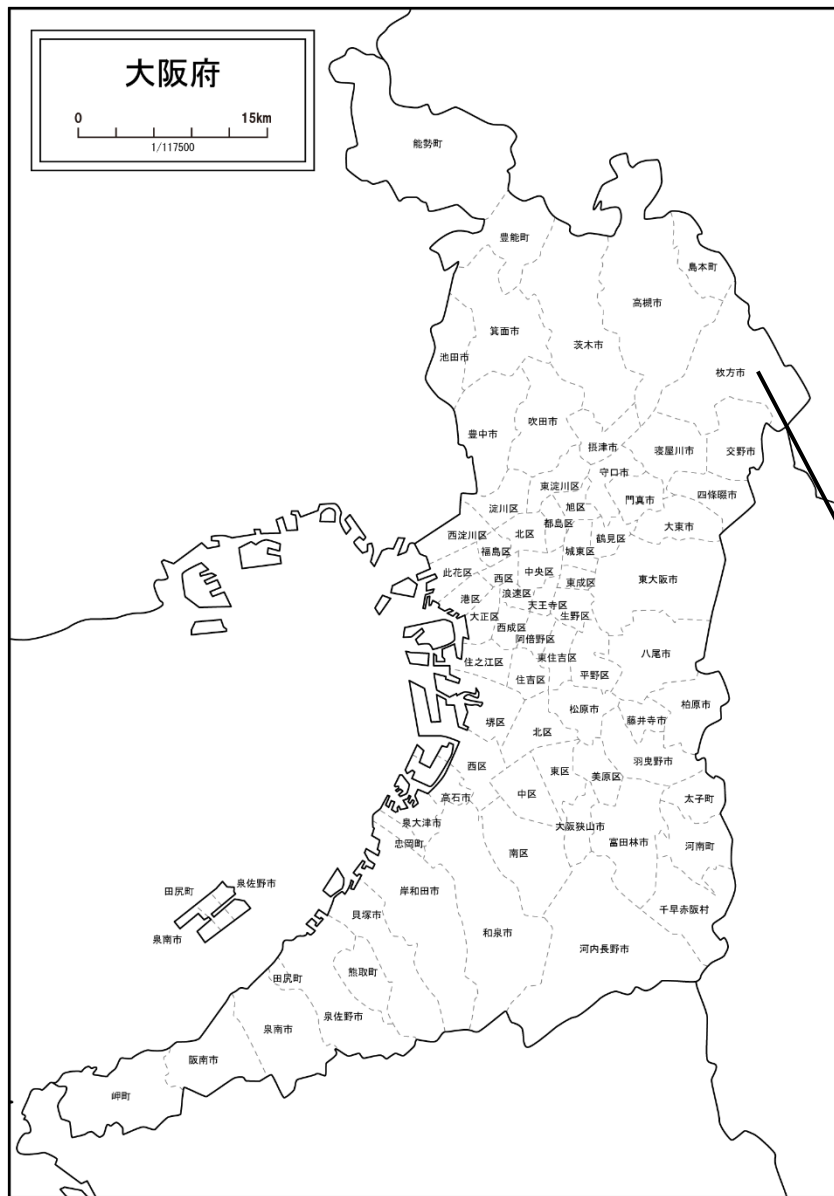 大阪府
0 15km
1/117500
能勢町
豊能町
島本町
高槻市
箕面市
茨木市
池田市
枚方市
吹田市
豊中市
摂津市
寝屋川市
交野市
守口市
東淀川区
四條畷市
門真市
淀川区
旭区
都島区
大東市
西淀川区
北区
鶴見区
福島区
城東区
此花区
西区
中央区
東成区
東大阪市
港区
浪速区
天王寺区
大正区
生野区
西成区
阿倍野区
八尾市
住之江区
東住吉区
平野区
住吉区
柏原市
松原市
堺区
藤井寺市
北区
羽曳野市
西区
東区
美原区
高石市
中区
太子町
泉大津市
大阪狭山市
忠岡町
富田林市
河南町
南区
泉佐野市
田尻町
岸和田市
千早赤阪村
貝塚市
泉南市
和泉市
河内長野市
熊取町
田尻町
泉佐野市
泉南市
阪南市
岬町